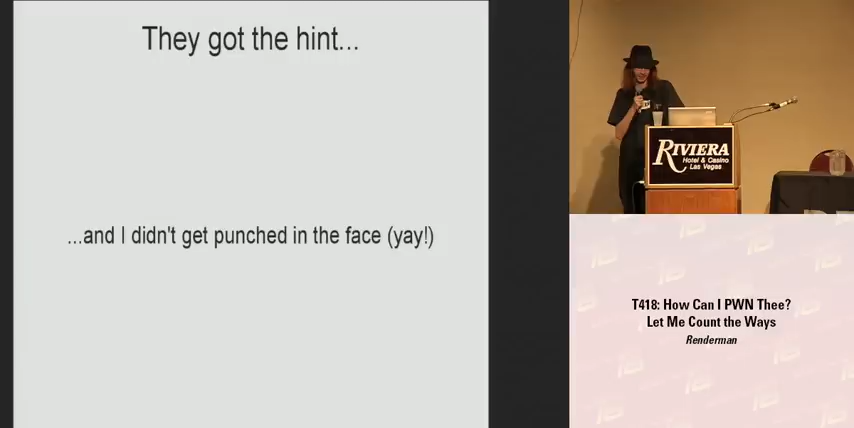 They got the hint...
...and I didn't get punched in the face (yay!)
RIVIERA
Hotel & Casino
Las Vegas
T418: How Can I PWN Thee?
Let Me Count the Ways
Renderman